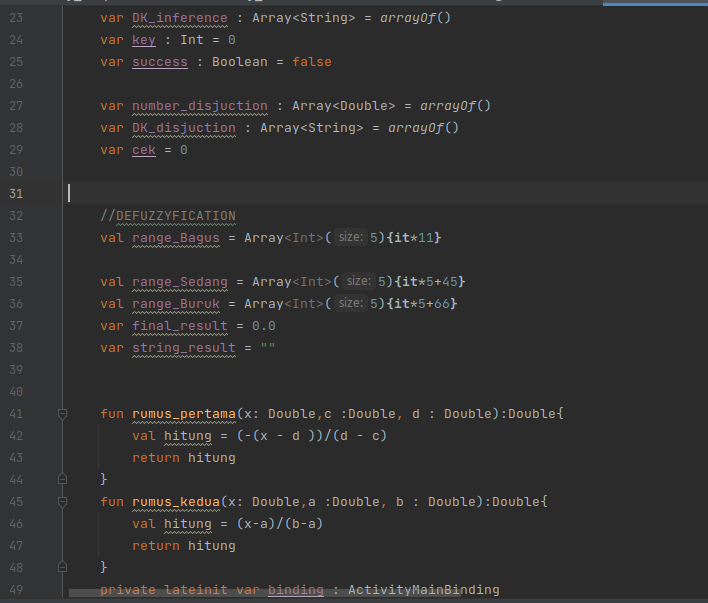 23 var DK_inference : Array<String> = arrayOf()
24 var key : Int = 0
25 var success : Boolean = false
26
27 var number_disjuction : Array<Double> = arrayOf()
28 var DK_disjuction : Array<String> = arrayOf()
29 var cek = 0
30
31
32 //DEFUZZYFICATION
33 val range_Bagus = Array<Int>( size: 5){it*11}
34
35 val range_Sedang = Array<Int>( size: 5){it*5+45}
36 val range_Buruk = Array<Int>( size: 5){it*5+66}
37 var final_result = 0.0
38 var string_result = ""
39
40
41 fun rumus_pertama(x: Double,c :Double, d : Double):Double{
42 val hitung = (-(x - d ))/(d - c)
43 return hitung
44 }
45 fun rumus_kedua(x: Double,a :Double, b : Double):Double{
46 val hitung = (x-a)/(b-a)
47 return hitung
48 }
49 private lateinit var binding : ActivityMainBinding